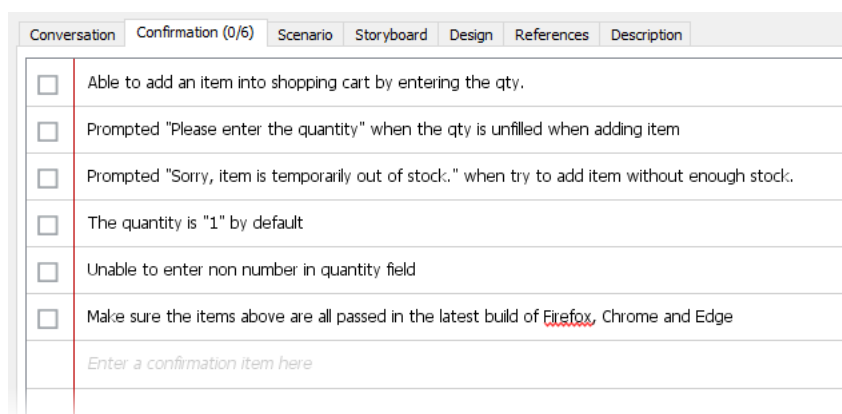 Conversation Confirmation (0/6) Scenario Storyboard Design References Description
Able to add an item into shopping cart by entering the qty.
Prompted "Please enter the quantity" when the qty is unfilled when adding item
Prompted "Sorry, item is temporarily out of stock." when try to add item without enough stock.
The quantity is "1" by default
Unable to enter non number in quantity field
Make sure the items above are all passed in the latest build of Firefox, Chrome and Edge
Enter a confirmation item here